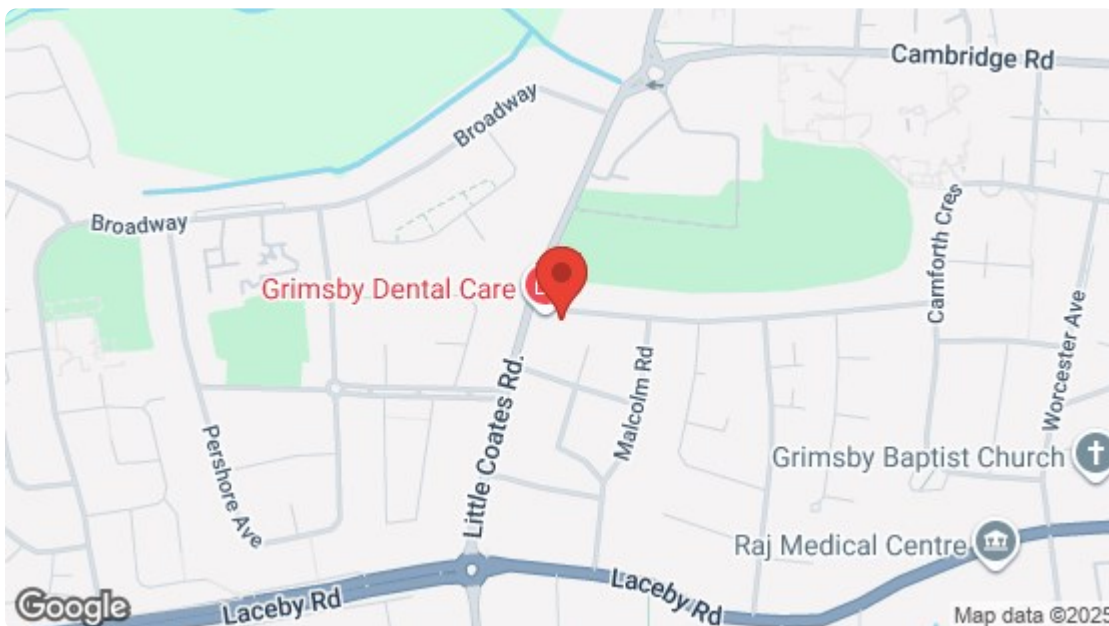 Cambridge Rd
Broadway
Broadway
Carnforth Cres
Grimsby Dental Care
Worcester Ave
Malcolm Rd
Little Coates Rd.
Pershore Ave
Grimsby Baptist Church
Raj Medical Centre
Laceby Rd
Laceby Rd
Google
Map data ©2025